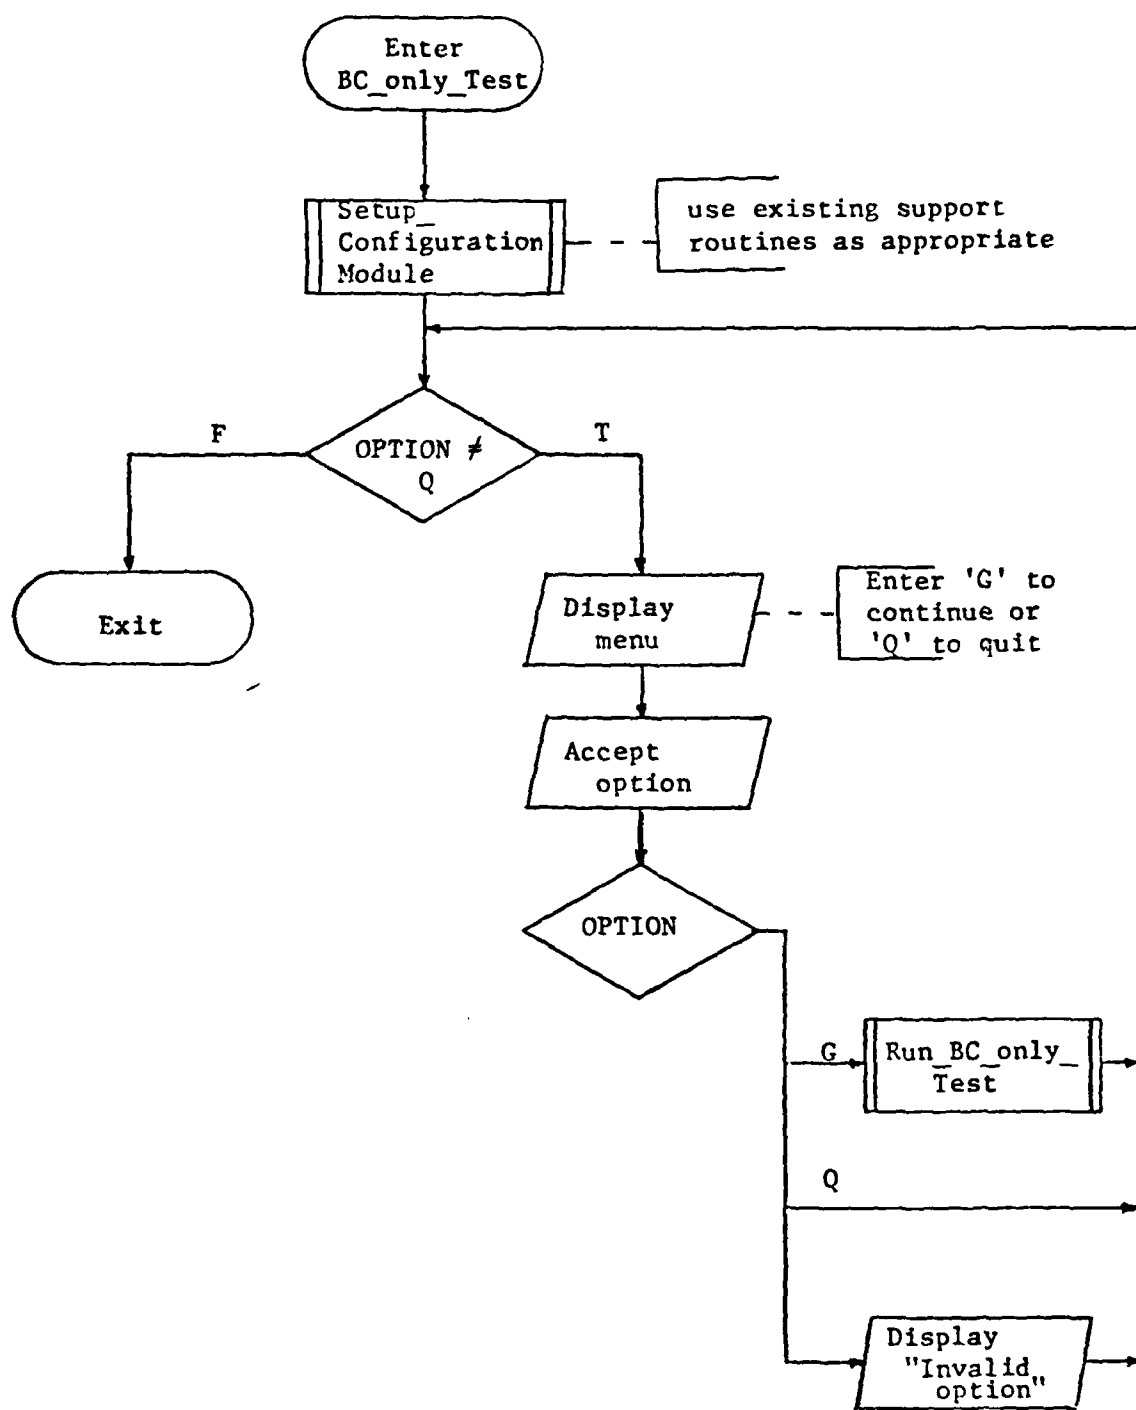 Enter
BC_only_Test
Setup_
Configuration
Module
use existing support
routines as appropriate
F
T
OPTION ≠
Q
Exit
Display
menu
Enter 'G' to
continue or
'Q' to quit
Accept
option
OPTION
G
Run_BC_only_
Test
Q
Display
"Invalid
option"